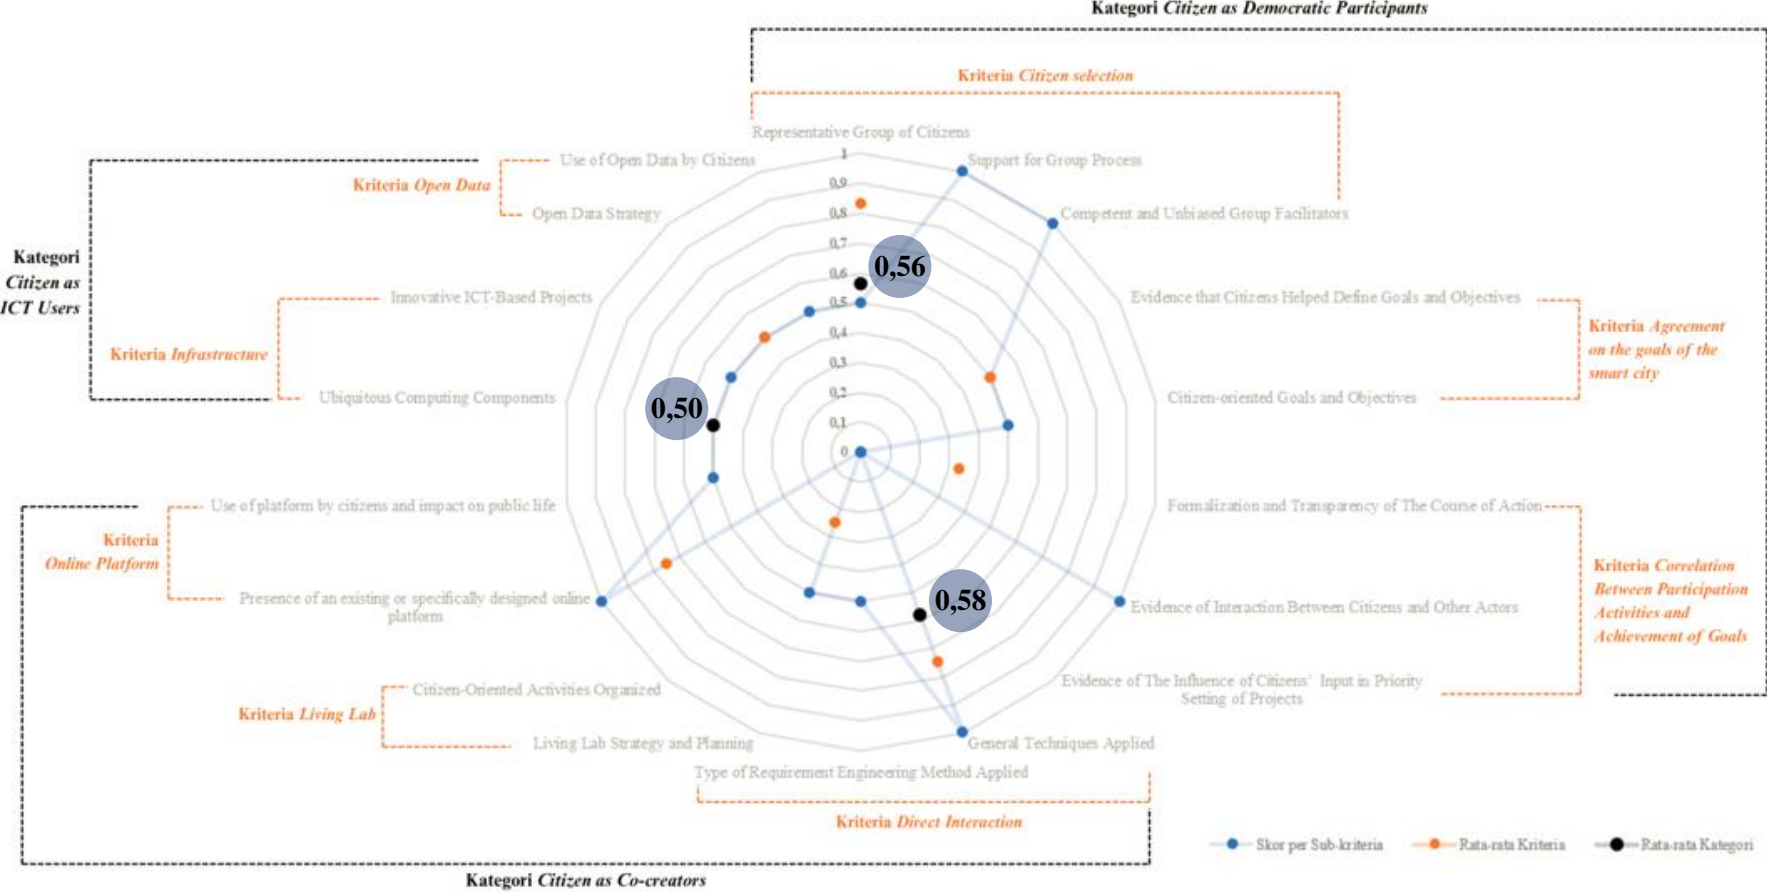 Kategori Citizen as Democratic Participants
Kriteria Citizen selection
Representative Group of Citizens
Use of Open Data by Citizens
Support for Group Process
Kriteria Open Data
Open Data Strategy
Competent and Unbiased Group Facilitators
Kategori
Citizen as
ICT Users
Innovative ICT-Based Projects
Evidence that Citizens Helped Define Goals and Objectives
Kriteria Agreement
on the goals of the
smart city
Kriteria Infrastructure
Ubiquitous Computing Components
Citizen-oriented Goals and Objectives
1
0,9
0,8
0,7
0,6
0,5
0,4
0,3
0,2
0,1
0
0,56
0,50
0,58
Use of platform by citizens and impact on public life
Formalization and Transparency of The Course of Action
Kriteria
Online Platform
Presence of an existing or specifically designed online
platform
Evidence of Interaction Between Citizens and Other Actors
Kriteria Correlation
Between Participation
Activities and
Achievement of Goals
Citizen-Oriented Activities Organized
Evidence of The Influence of Citizens’ Input in Priority
Setting of Projects
Kriteria Living Lab
Living Lab Strategy and Planning
General Techniques Applied
Type of Requirement Engineering Method Applied
Kriteria Direct Interaction
Skor per Sub-kriteria
Rata-rata Kriteria
Rata-rata Kategori
Kategori Citizen as Co-creators